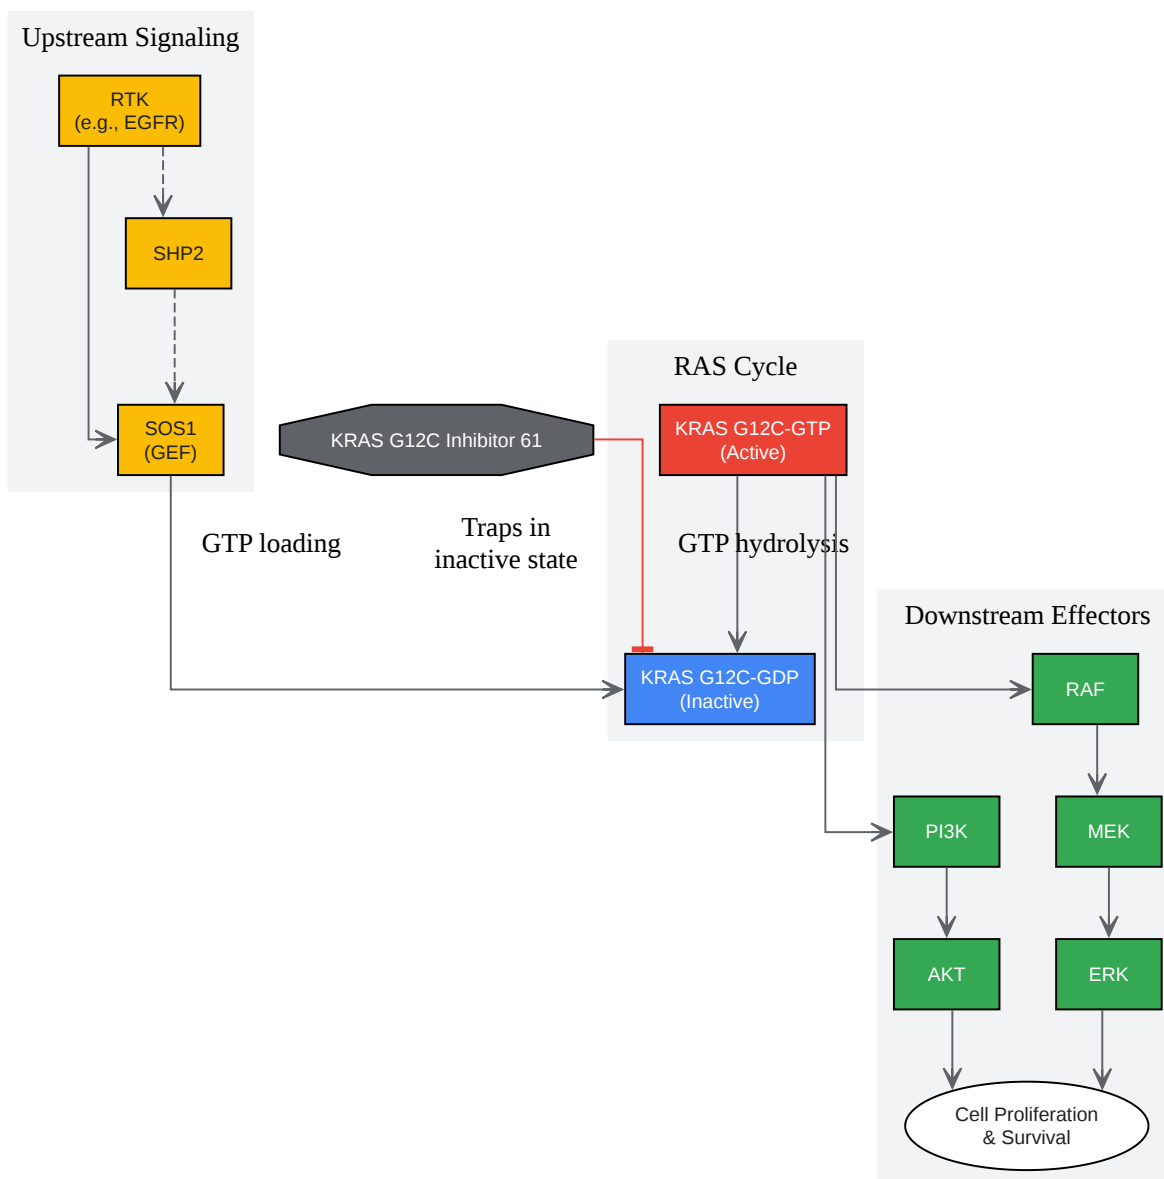 Upstream Signaling
RTK
(e.g., EGFR)
SHP2
SOS1
(GEF)
KRAS G12C Inhibitor 61
RAS Cycle
KRAS G12C-GTP
(Active)
GTP loading
Traps in
inactive state
GTP hydrolysis
KRAS G12C-GDP
(Inactive)
Downstream Effectors
RAF
PI3K
MEK
AKT
ERK
Cell Proliferation
& Survival